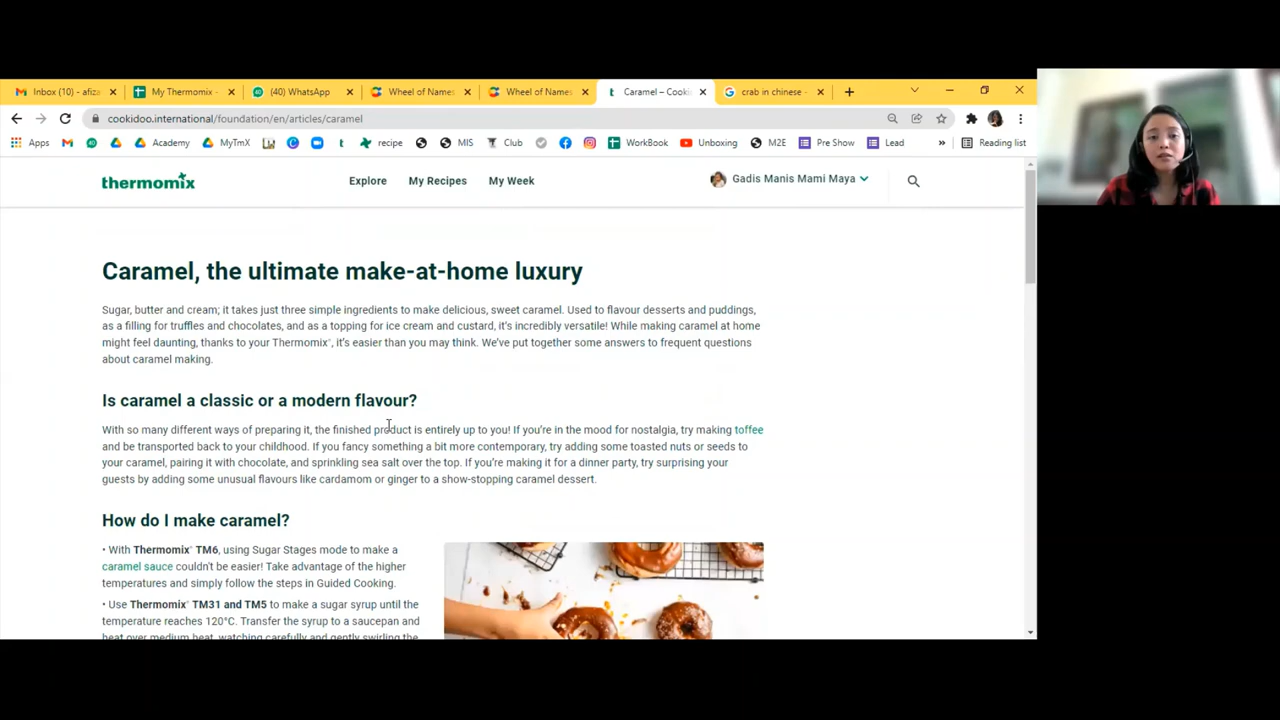 Inbox (10) - afiza
My Thermomix -
(40) WhatsApp
Wheel of Names
Wheel of Names
Caramel – Cooki
crab in chinese -
cookidoo.international/foundation/en/articles/caramel
Apps
Academy
MyTmX
recipe
MIS
Club
WorkBook
Unboxing
M2E
Pre Show
Lead
»
Reading list
thermomix
Explore
My Recipes
My Week
Gadis Manis Mami Maya
Caramel, the ultimate make-at-home luxury
Sugar, butter and cream; it takes just three simple ingredients to make delicious, sweet caramel. Used to flavour desserts and puddings,
as a filling for truffles and chocolates, and as a topping for ice cream and custard, it's incredibly versatile! While making caramel at home
might feel daunting, thanks to your Thermomix®, it's easier than you may think. We've put together some answers to frequent questions
about caramel making.
Is caramel a classic or a modern flavour?
With so many different ways of preparing it, the finished product is entirely up to you! If you're in the mood for nostalgia, try making toffee
and be transported back to your childhood. If you fancy something a bit more contemporary, try adding some toasted nuts or seeds to
your caramel, pairing it with chocolate, and sprinkling sea salt over the top. If you're making it for a dinner party, try surprising your
guests by adding some unusual flavours like cardamom or ginger to a show-stopping caramel dessert.
How do I make caramel?
• With Thermomix® TM6, using Sugar Stages mode to make a
caramel sauce couldn't be easier! Take advantage of the higher
temperatures and simply follow the steps in Guided Cooking.
• Use Thermomix® TM31 and TM5 to make a sugar syrup until the
temperature reaches 120°C. Transfer the syrup to a saucepan and
heat over medium heat, watching carefully and gently swirling the